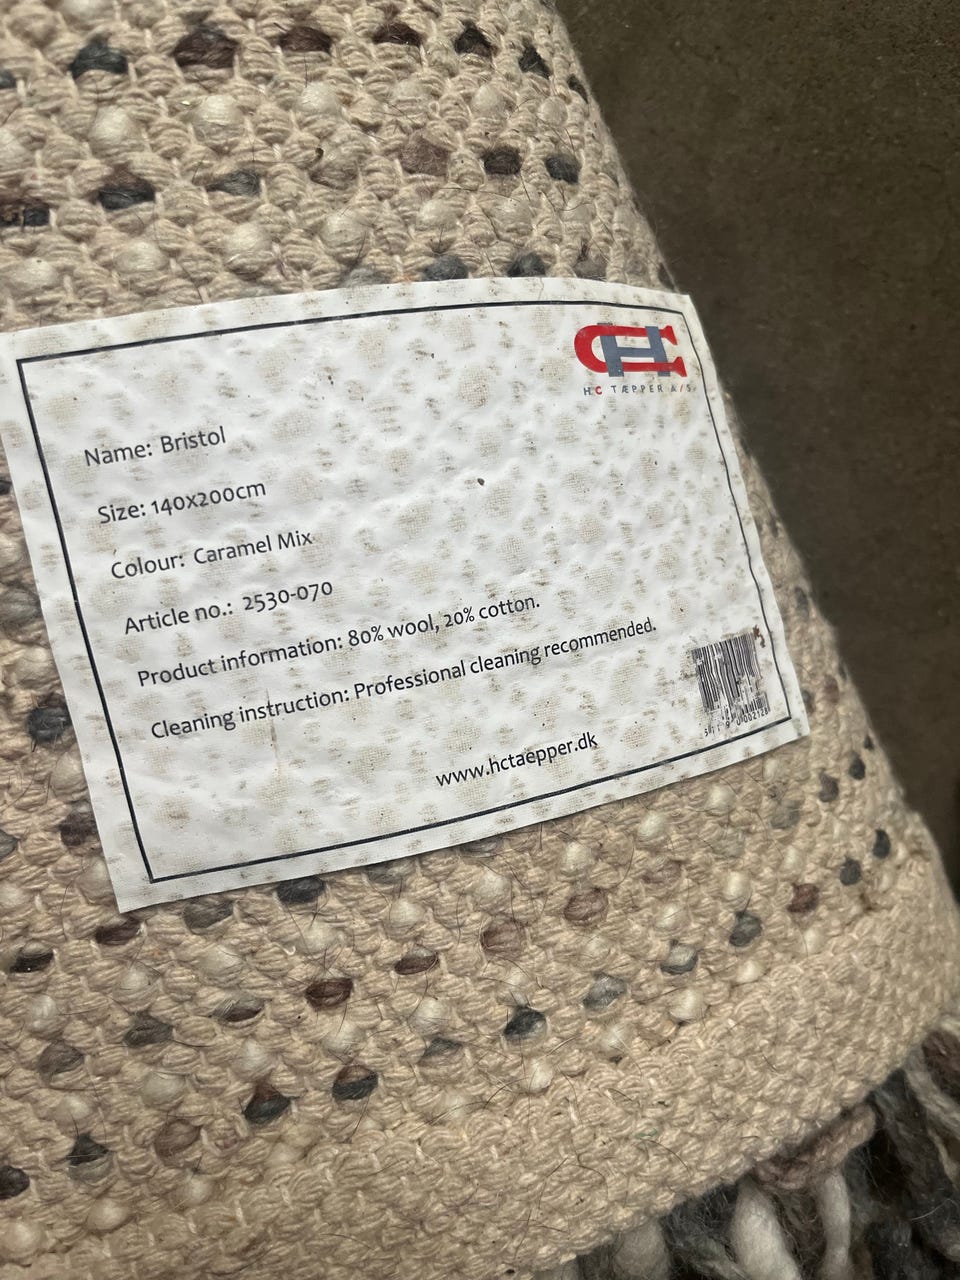 HC TÆPPER A/S
Name: Bristol
Size: 140x200cm
Colour: Caramel Mix
Article no.: 2530-070
Product information: 80% wool, 20% cotton.
Cleaning instruction: Professional cleaning recommended.
www.hctaepper.dk